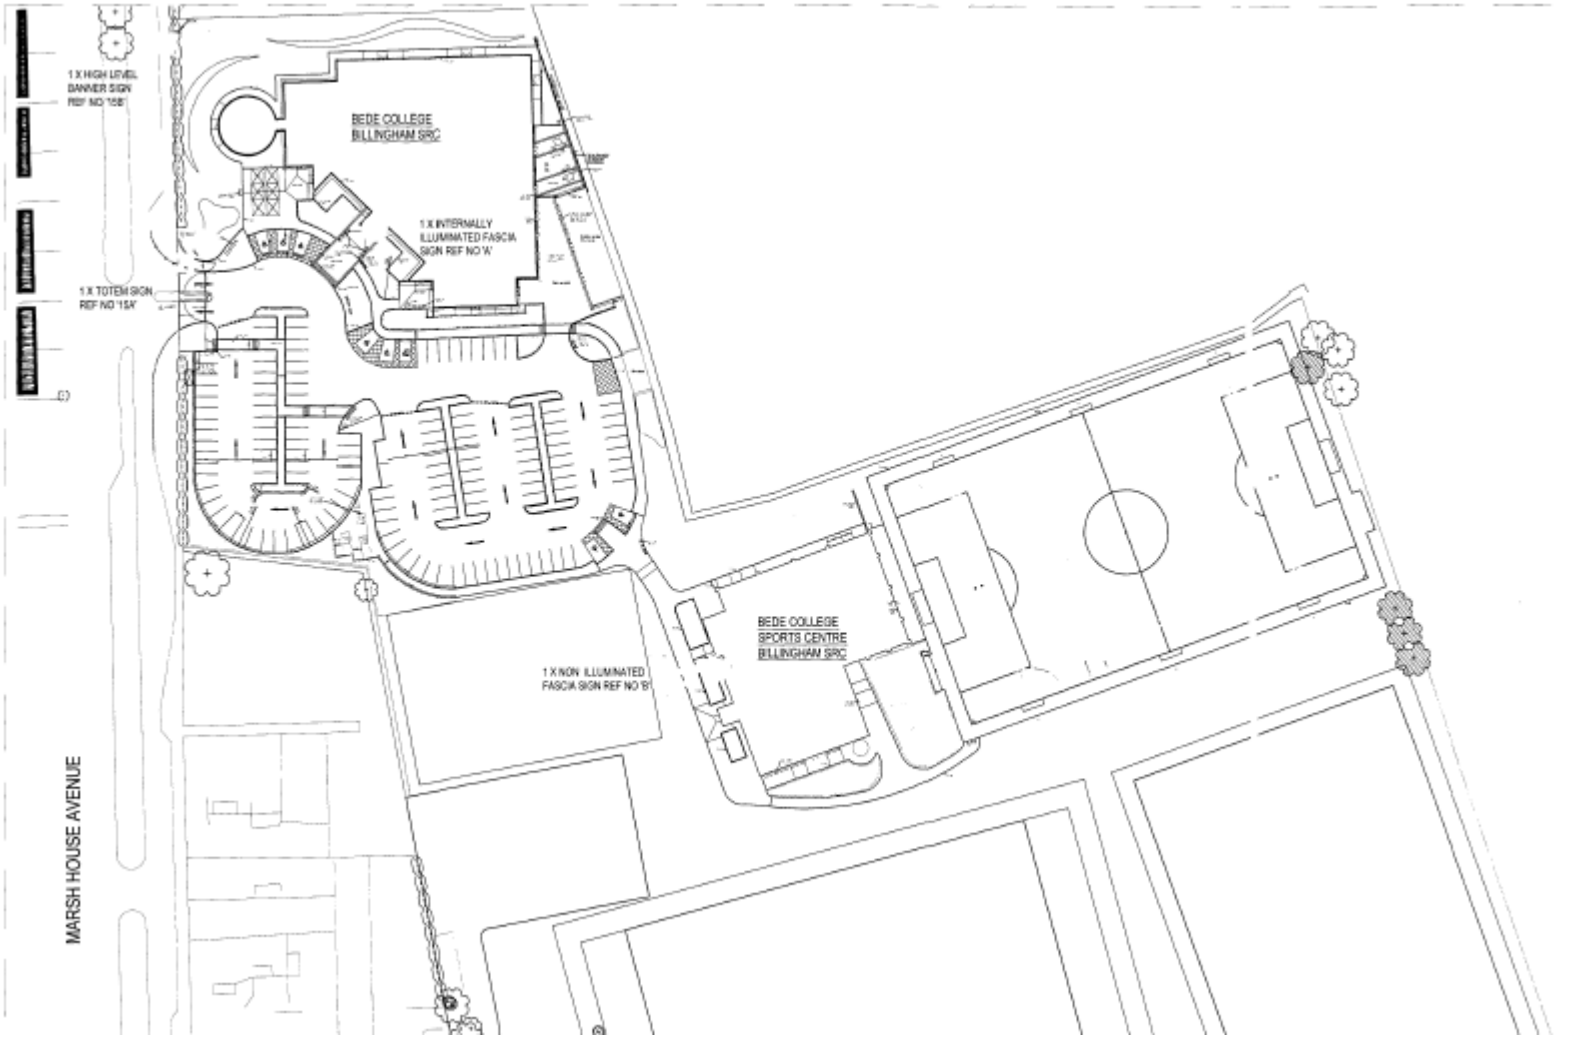 1 X HIGH LEVEL
BANNER SIGN
REF NO '15B'
BEDE COLLEGE
BILLINGHAM SRC
1 X INTERNALLY
ILLUMINATED FASCIA
SIGN REF NO 'A'
1 X TOTEM SIGN
REF NO '15A'
BEDE COLLEGE
SPORTS CENTRE
BILLINGHAM SRC
1 X NON ILLUMINATED
FASCIA SIGN REF NO 'B'
MARSH HOUSE AVENUE